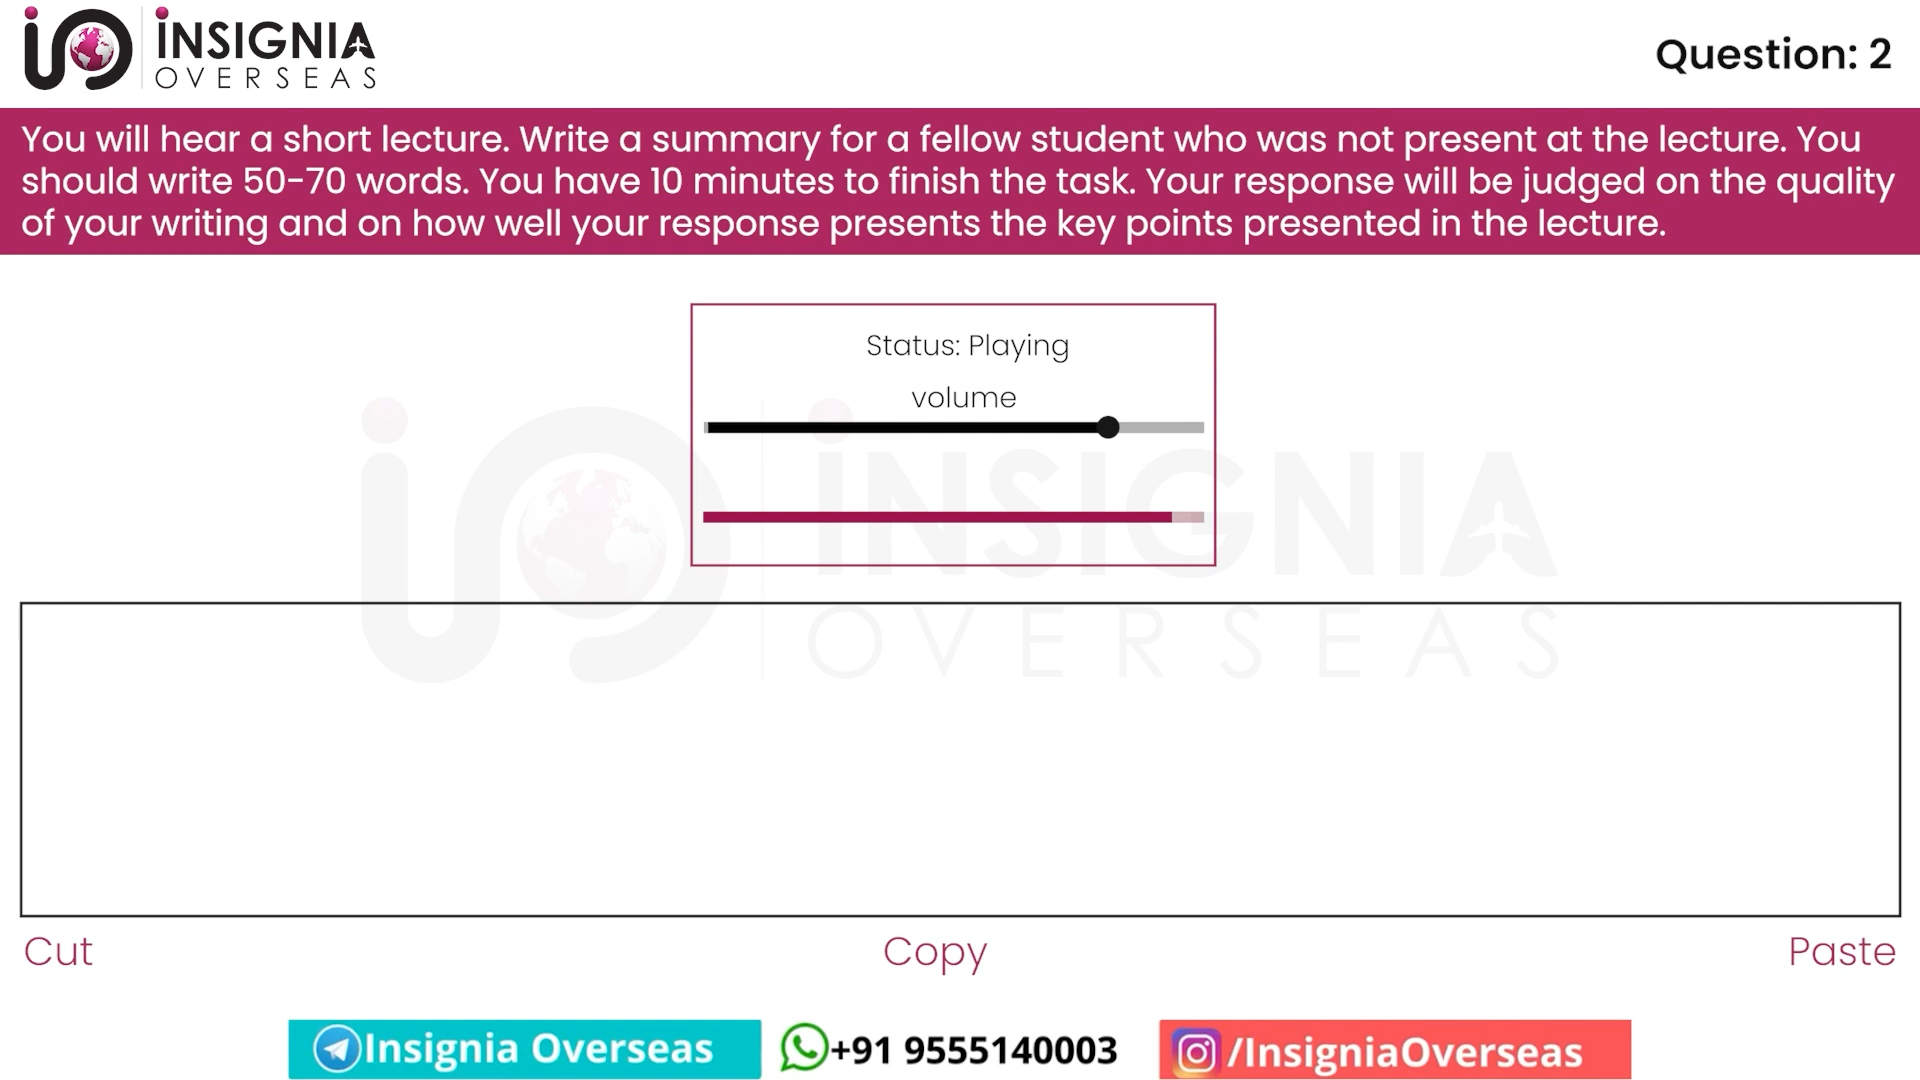 INSIGNIA
OVERSEAS
Question: 2
You will hear a short lecture. Write a summary for a fellow student who was not present at the lecture. You
should write 50-70 words. You have 10 minutes to finish the task. Your response will be judged on the quality
of your writing and on how well your response presents the key points presented in the lecture.
Status: Playing
volume
INSIGNIA
OVERSEAS
Cut
Copy
Paste
Insignia Overseas
+91 9555140003
/InsigniaOverseas